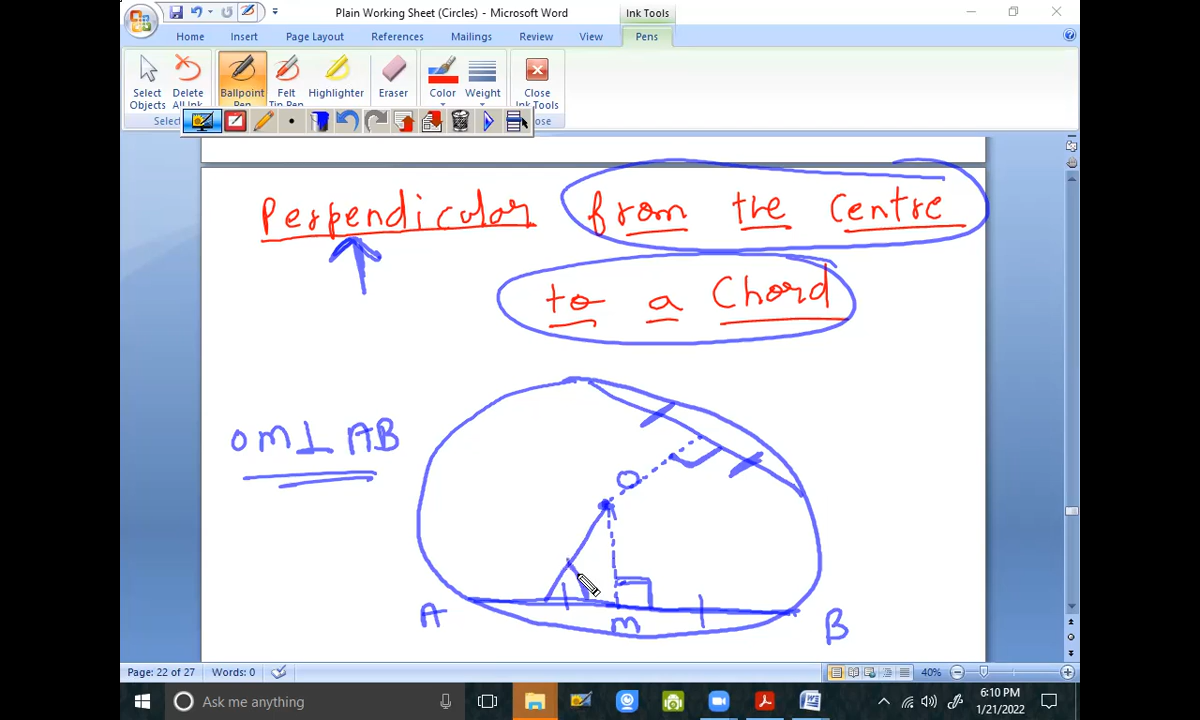 Plain Working Sheet (Circles) - Microsoft Word
Ink Tools
Home Insert Page Layout References Mailings Review View Pens
Select Objects
Delete All Ink
Ballpoint Pen
Felt Tip Pen
Highlighter
Eraser
Color
Weight
Close Ink Tools
Perpendicular from the Centre
to a Chord
Om⊥AB
O
A
m
B
Page: 22 of 27 Words: 0 40%
Ask me anything
6:10 PM
1/21/2022